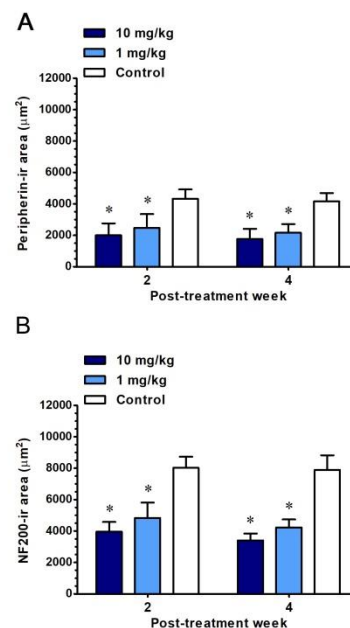 A
10 mg/kg
1 mg/kg
Control
Peripherin-ir area (μm²)
12000
10000
8000
6000
4000
2000
0
* * * *
2 4
Post-treatment week
B
10 mg/kg
1 mg/kg
Control
NF200-ir area (μm²)
12000
10000
8000
6000
4000
2000
0
* * * *
2 4
Post-treatment week